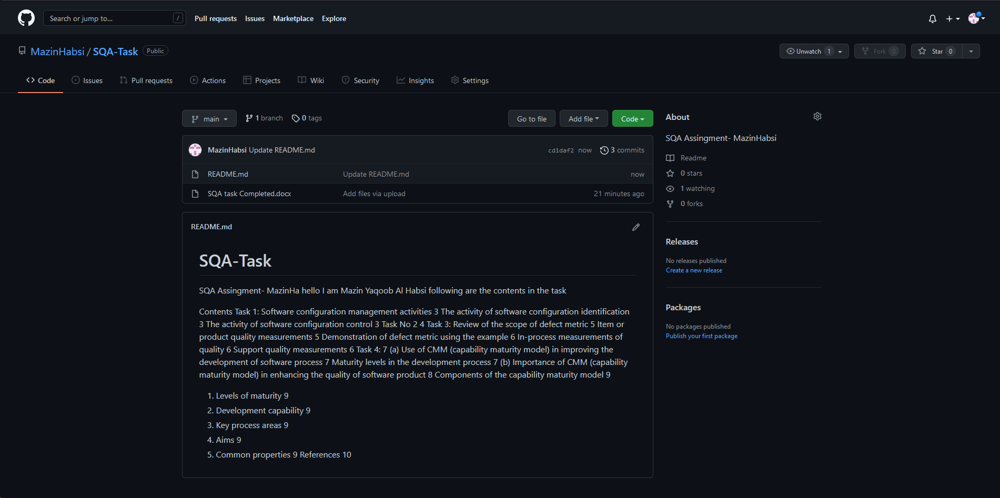 Search or jump to... /
Pull requests Issues Marketplace Explore
MazinHabsi / SQA-Task Public
Unwatch 1 Fork 0 Star 0
Code Issues Pull requests Actions Projects Wiki Security Insights Settings
main 1 branch 0 tags Go to file Add file Code
MazinHabsi Update README.md cd1daf2 now 3 commits
README.md Update README.md now
SQA task Completed.docx Add files via upload 21 minutes ago
README.md
SQA-Task
SQA Assingment- MazinHa hello I am Mazin Yaqoob Al Habsi following are the contents in the task
Contents Task 1: Software configuration management activities 3 The activity of software configuration identification
3 The activity of software configuration control 3 Task No 2 4 Task 3: Review of the scope of defect metric 5 Item or
product quality measurements 5 Demonstration of defect metric using the example 6 In-process measurements of
quality 6 Support quality measurements 6 Task 4: 7 (a) Use of CMM (capability maturity model) in improving the
development of software process 7 Maturity levels in the development process 7 (b) Importance of CMM (capability
maturity model) in enhancing the quality of software product 8 Components of the capability maturity model 9
1. Levels of maturity 9
2. Development capability 9
3. Key process areas 9
4. Aims 9
5. Common properties 9 References 10
About
SQA Assingment- MazinHabsi
Readme
0 stars
1 watching
0 forks
Releases
No releases published
Create a new release
Packages
No packages published
Publish your first package